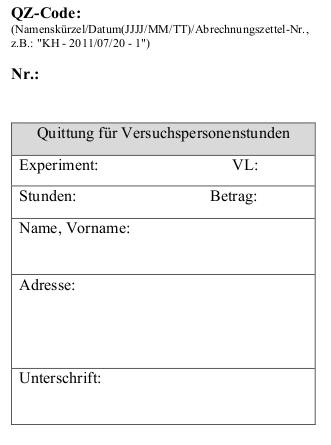 QZ-Code:
(Namenskürzel/Datum(JJJJ/MM/TT)/Abrechnungszettel-Nr.,
z.B.: "KH - 2011/07/20 - 1")
Nr.:
Quittung für Versuchspersonenstunden
Experiment: VL:
Stunden: Betrag:
Name, Vorname:
Adresse:
Unterschrift: